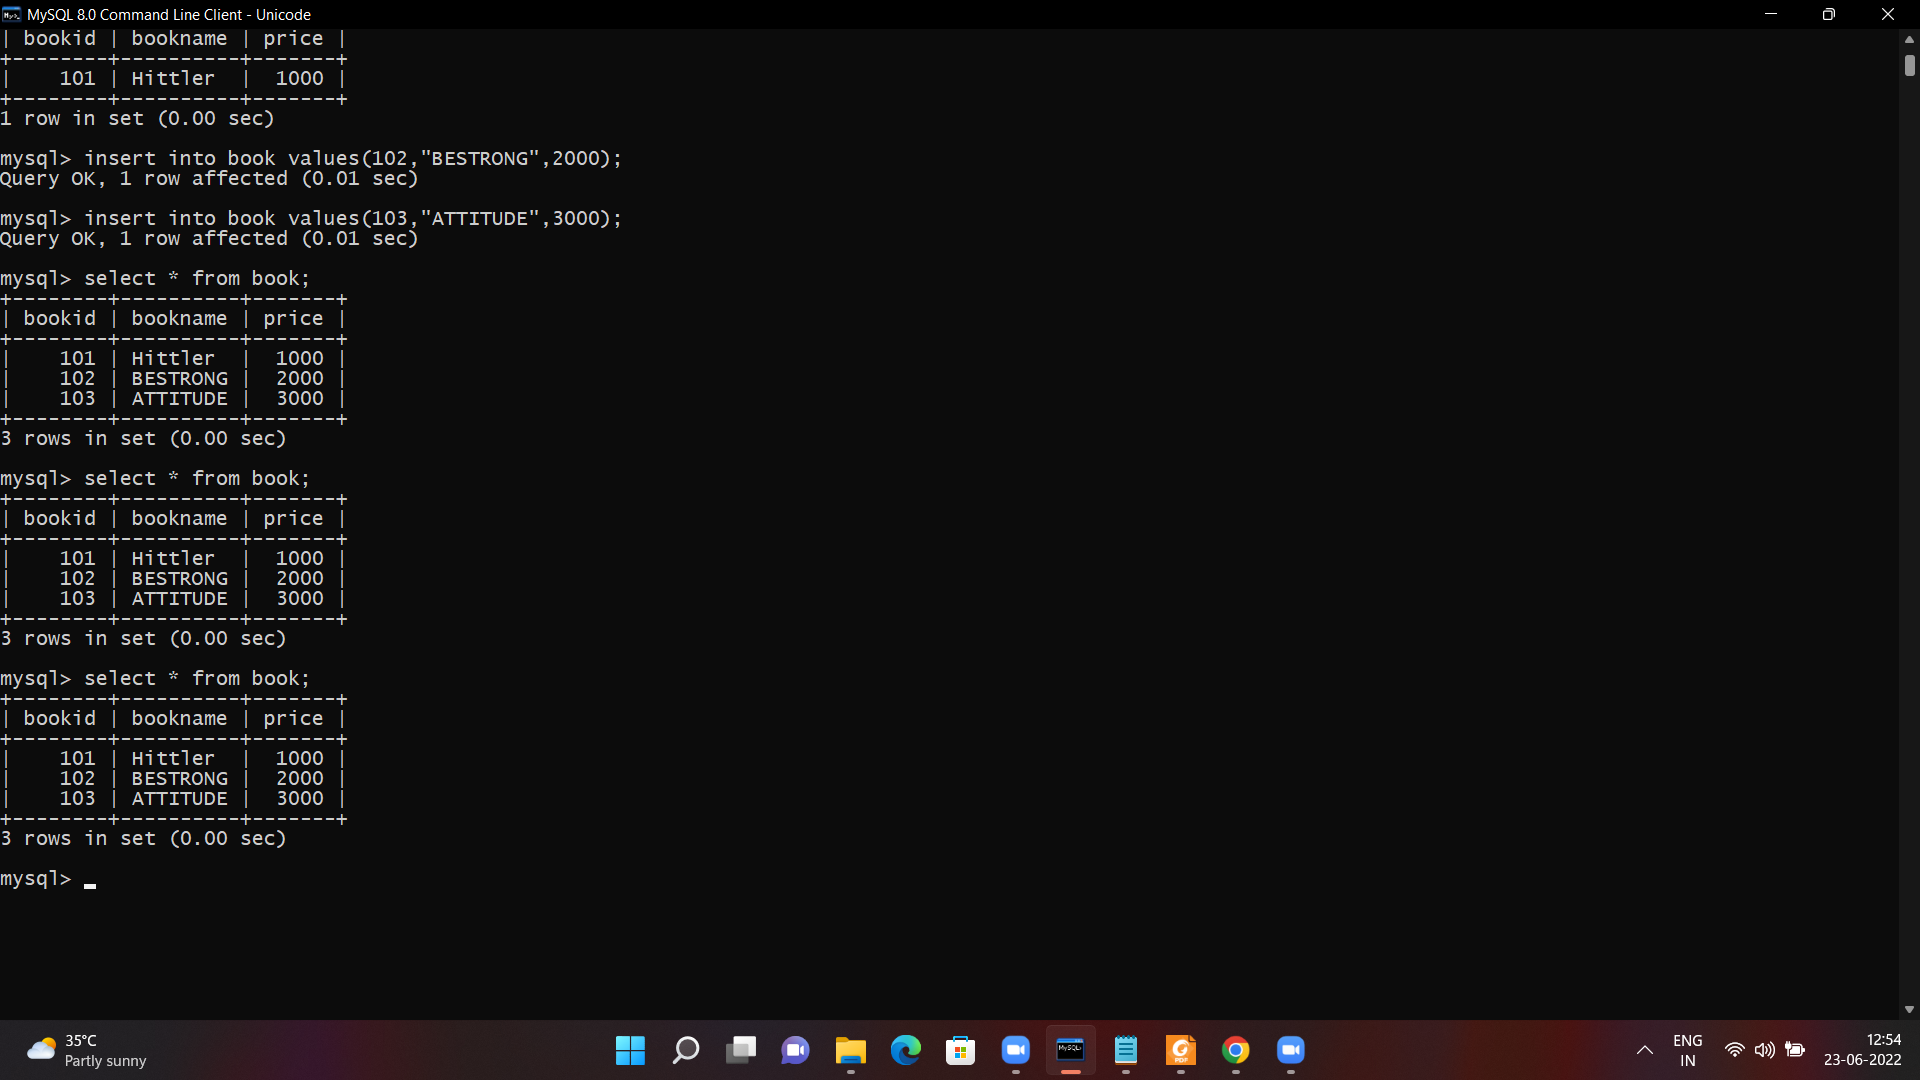 MySQL 8.0 Command Line Client - Unicode
| bookid | bookname | price |
+--------+----------+-------+
|    101 | Hittler  |  1000 |
+--------+----------+-------+
1 row in set (0.00 sec)
mysql> insert into book values(102,"BESTRONG",2000);
Query OK, 1 row affected (0.01 sec)
mysql> insert into book values(103,"ATTITUDE",3000);
Query OK, 1 row affected (0.01 sec)
mysql> select * from book;
+--------+----------+-------+
| bookid | bookname | price |
+--------+----------+-------+
|    101 | Hittler  |  1000 |
|    102 | BESTRONG |  2000 |
|    103 | ATTITUDE |  3000 |
+--------+----------+-------+
3 rows in set (0.00 sec)
mysql> select * from book;
+--------+----------+-------+
| bookid | bookname | price |
+--------+----------+-------+
|    101 | Hittler  |  1000 |
|    102 | BESTRONG |  2000 |
|    103 | ATTITUDE |  3000 |
+--------+----------+-------+
3 rows in set (0.00 sec)
mysql> select * from book;
+--------+----------+-------+
| bookid | bookname | price |
+--------+----------+-------+
|    101 | Hittler  |  1000 |
|    102 | BESTRONG |  2000 |
|    103 | ATTITUDE |  3000 |
+--------+----------+-------+
3 rows in set (0.00 sec)
mysql> _
35°C
Partly sunny
MySQL>
PDF
ENG
IN
12:54
23-06-2022